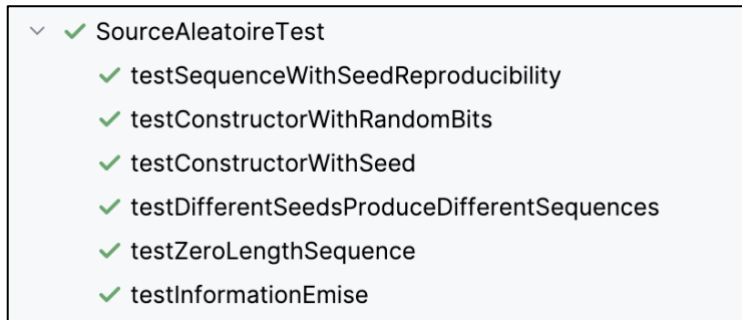 SourceAleatoireTest
testSequenceWithSeedReproducibility
testConstructorWithRandomBits
testConstructorWithSeed
testDifferentSeedsProduceDifferentSequences
testZeroLengthSequence
testInformationEmise